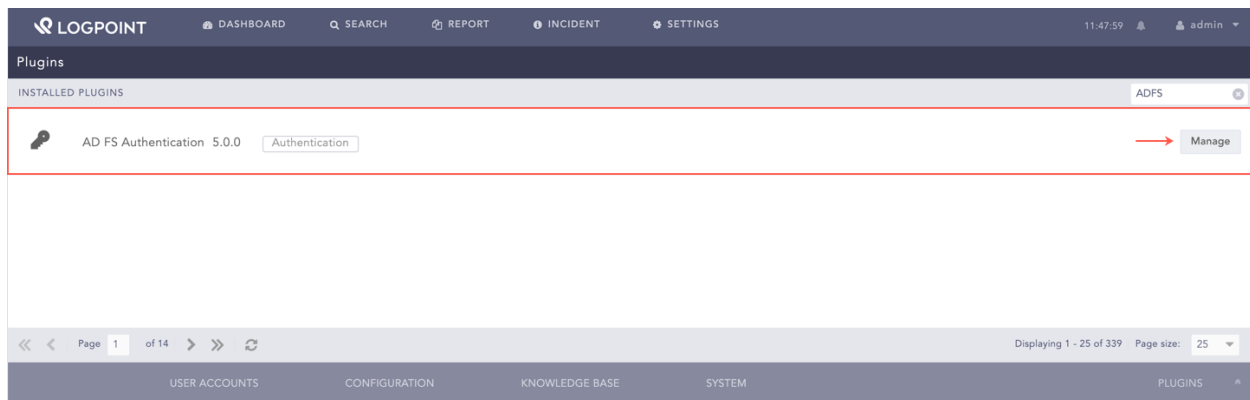 LOGPOINT DASHBOARD SEARCH REPORT INCIDENT SETTINGS 11:47:59 admin
Plugins
INSTALLED PLUGINS ADFS
AD FS Authentication 5.0.0 Authentication Manage
Page 1 of 14 Displaying 1 - 25 of 339 Page size: 25
USER ACCOUNTS CONFIGURATION KNOWLEDGE BASE SYSTEM PLUGINS